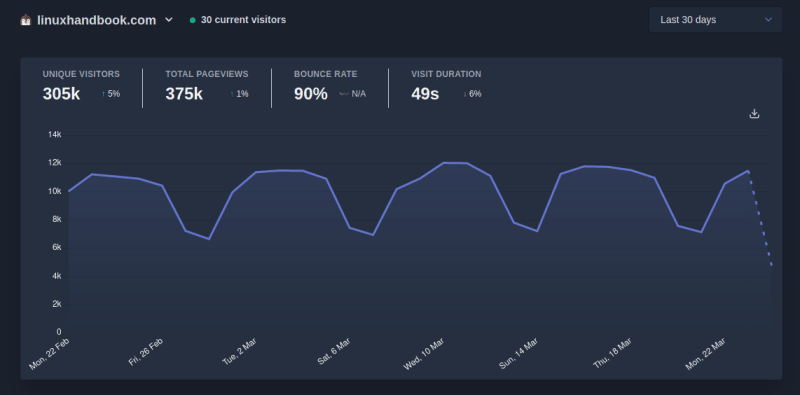 linuxhandbook.com
30 current visitors
Last 30 days
UNIQUE VISITORS
305k ↑ 5%
TOTAL PAGEVIEWS
375k ↑ 1%
BOUNCE RATE
90% 〰 N/A
VISIT DURATION
49s ↓ 6%
14k
12k
10k
8k
6k
4k
2k
0
Mon, 22 Feb
Fri, 26 Feb
Tue, 2 Mar
Sat, 6 Mar
Wed, 10 Mar
Sun, 14 Mar
Thu, 18 Mar
Mon, 22 Mar